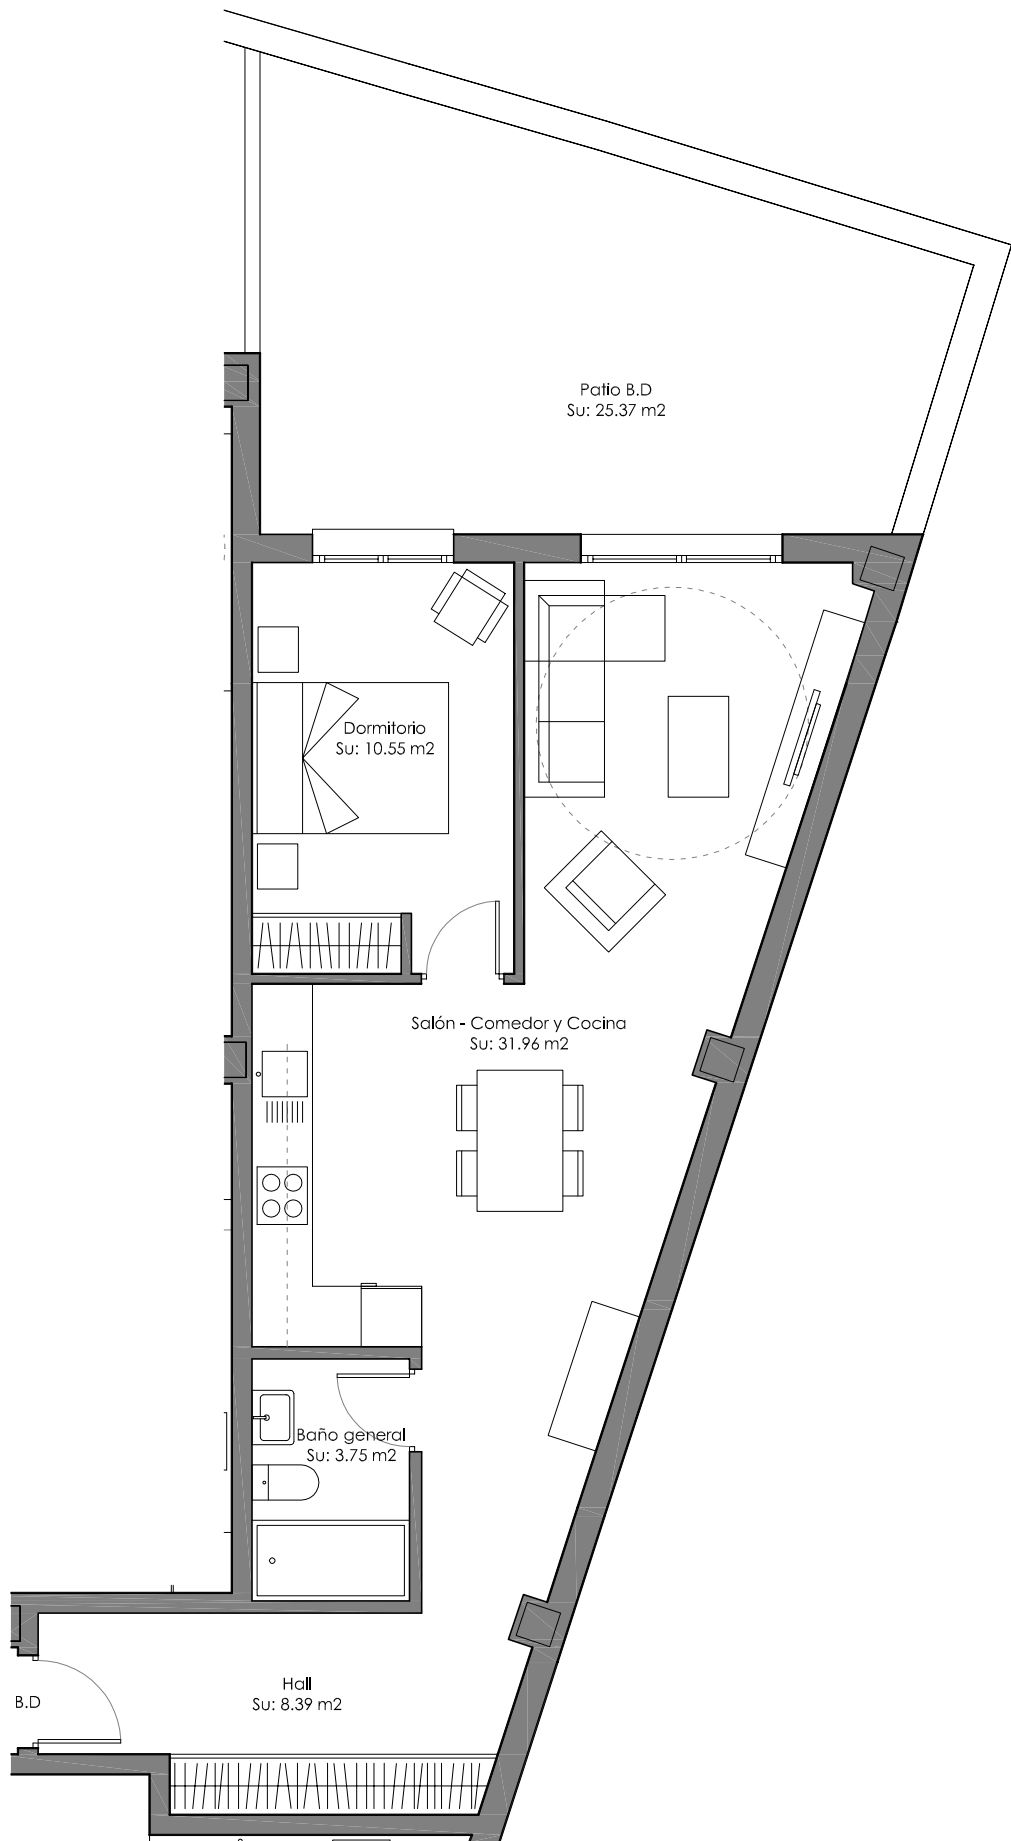 Patio B.D
Su: 25.37 m2
Dormitorio
Su: 10.55 m2
Salón - Comedor y Cocina
Su: 31.96 m2
Baño general
Su: 3.75 m2
Hall
Su: 8.39 m2
B.D